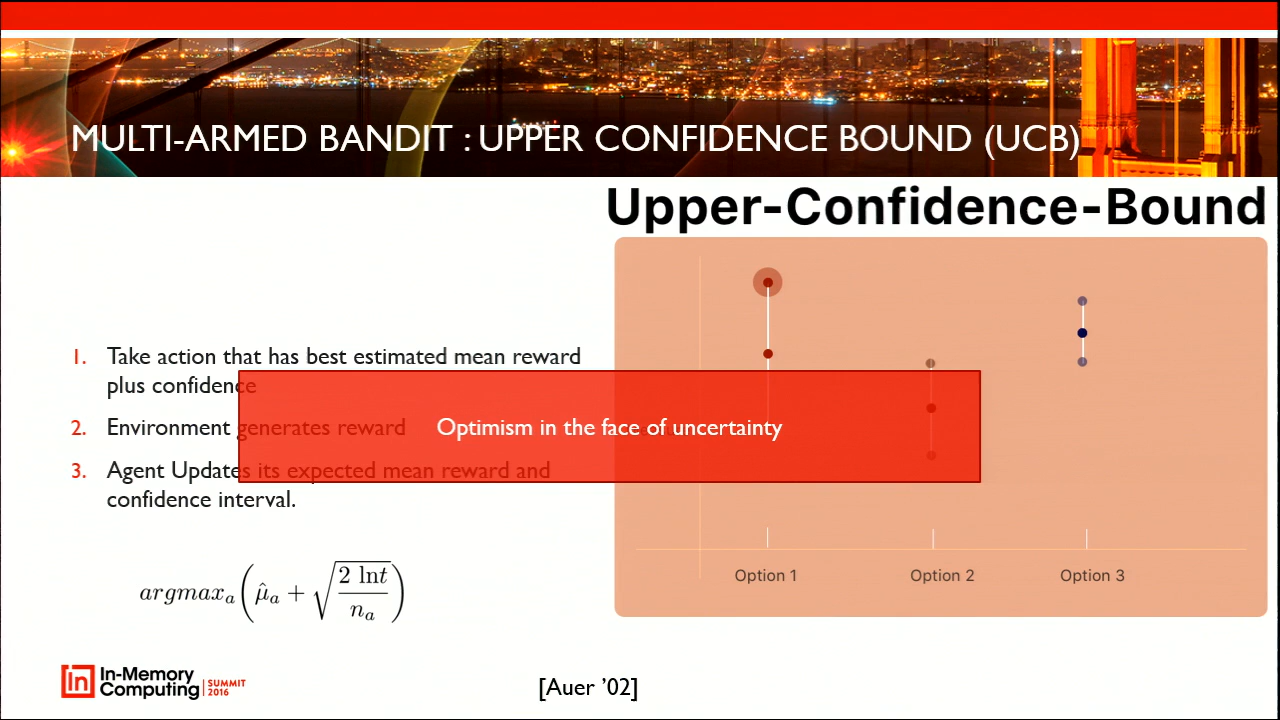 MULTI-ARMED BANDIT : UPPER CONFIDENCE BOUND (UCB)
Upper-Confidence-Bound
1. Take action that has best estimated mean reward
plus confidence
2. Environment generates reward
Optimism in the face of uncertainty
3. Agent Updates its expected mean reward and
confidence interval.
argmax_a(μ̂_a + √(2 lnt / n_a))
Option 1
Option 2
Option 3
In-Memory
Computing
SUMMIT
2016
[Auer ’02]